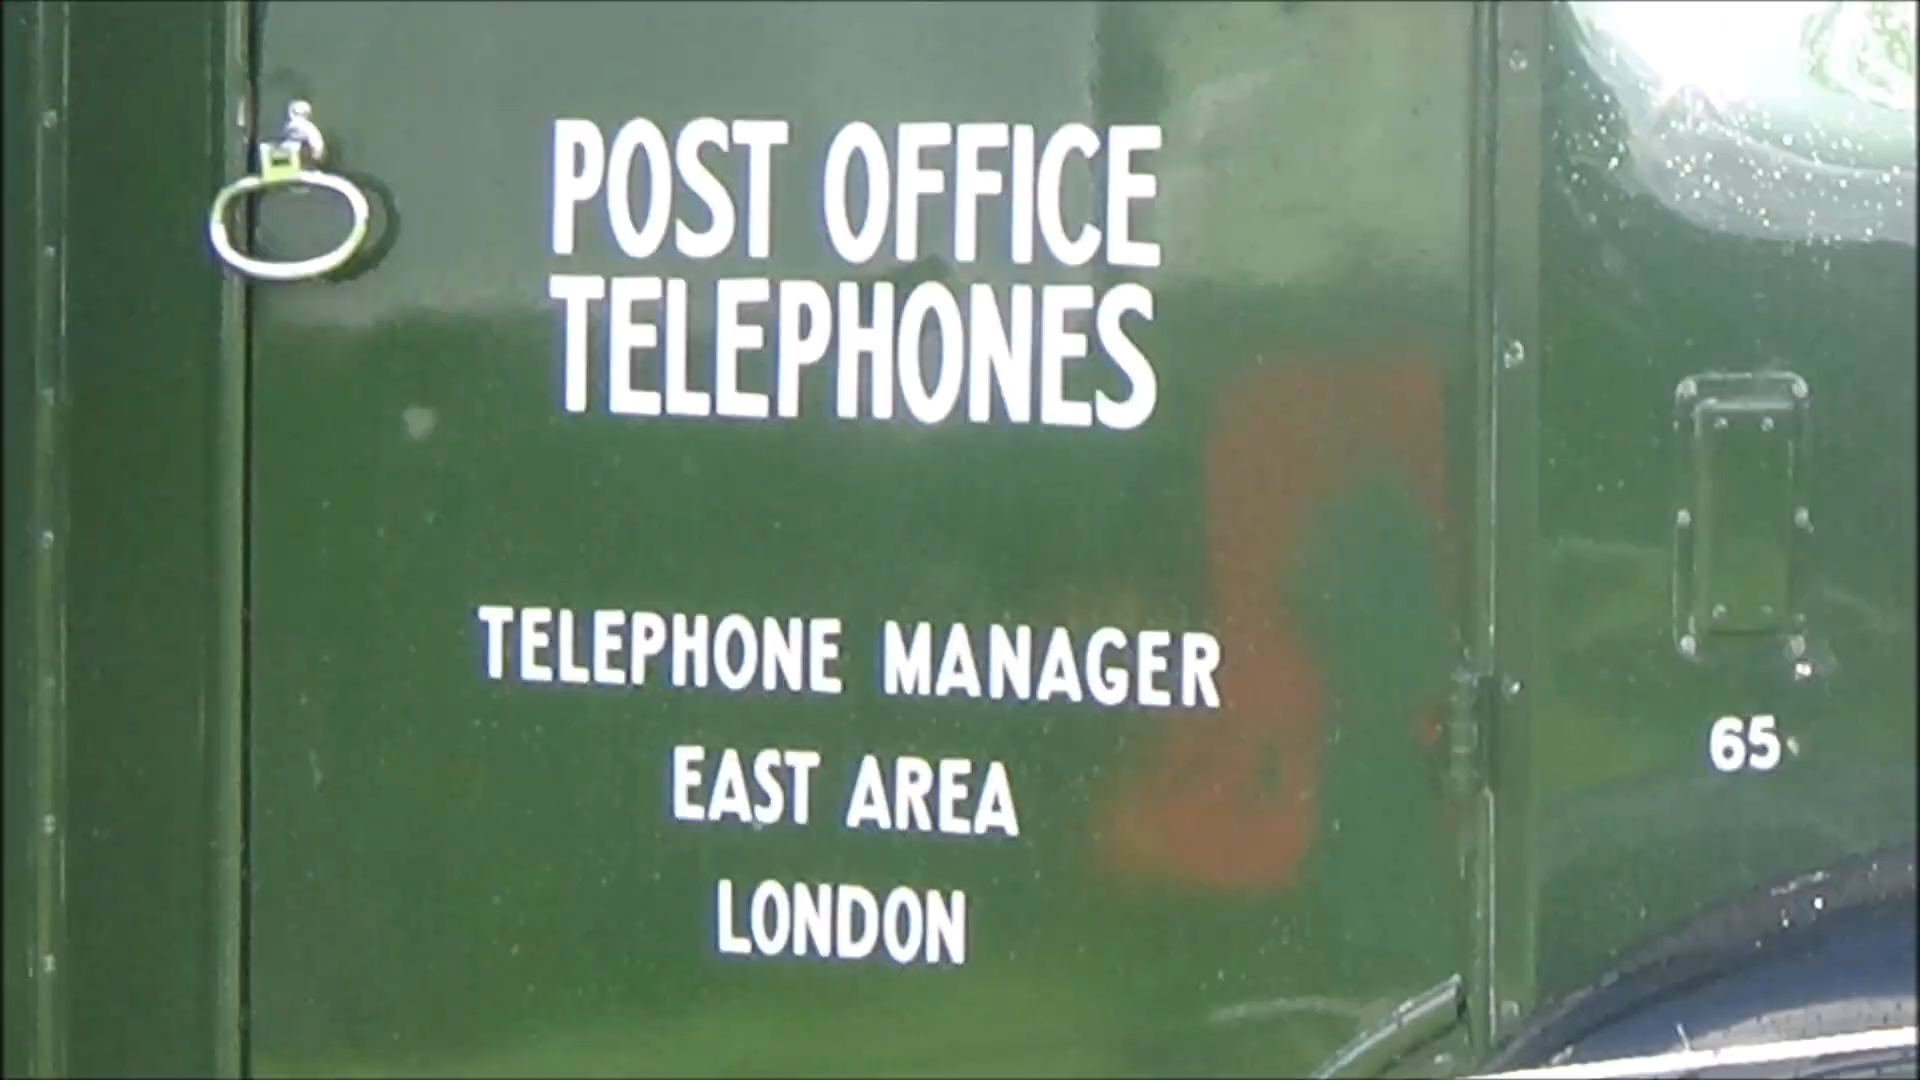 POST OFFICE
TELEPHONES
TELEPHONE MANAGER
EAST AREA
LONDON
65